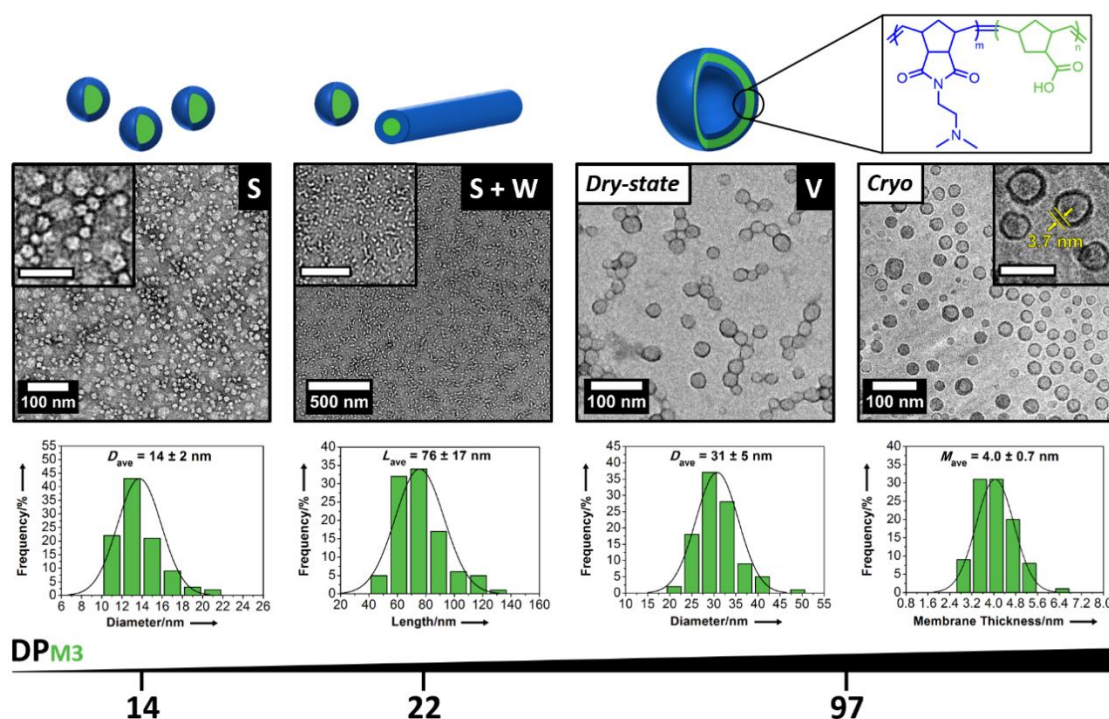 m
n
O
N
O
HO
O
N
S
S + W
Dry-state
V
Cryo
3.7 nm
100 nm
500 nm
100 nm
100 nm
Frequency/%
55
50
45
40
35
30
25
20
15
10
5
0
D ave = 14 ± 2 nm
6 8 10 12 14 16 18 20 22 24 26
Diameter/nm
Frequency/%
40
35
30
25
20
15
10
5
0
L ave = 76 ± 17 nm
20 40 60 80 100 120 140 160
Length/nm
Frequency/%
45
40
35
30
25
20
15
10
5
0
D ave = 31 ± 5 nm
10 15 20 25 30 35 40 45 50 55
Diameter/nm
Frequency/%
40
35
30
25
20
15
10
5
0
M ave = 4.0 ± 0.7 nm
0.8 1.6 2.4 3.2 4.0 4.8 5.6 6.4 7.2 8.0
Membrane Thickness/nm
DPM3
14
22
97